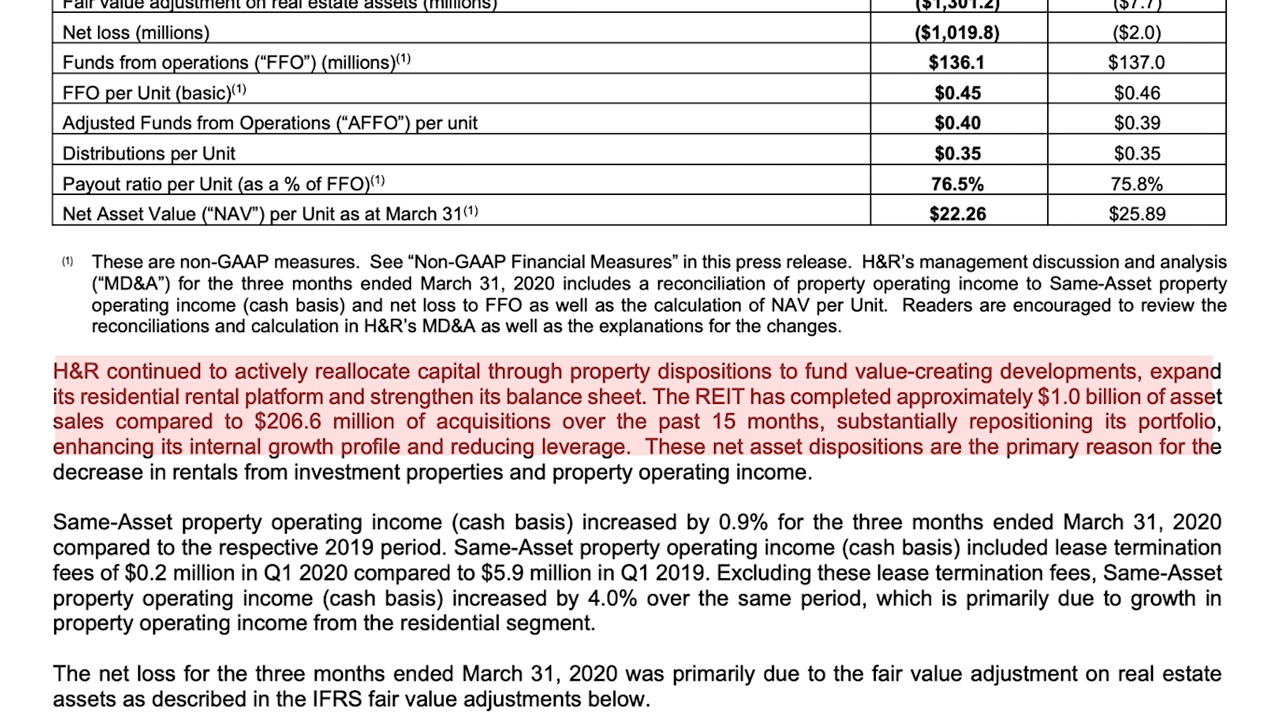 Fair value adjustment on real estate assets (millions) ($1,301.2) ($7.7)
Net loss (millions) ($1,019.8) ($2.0)
Funds from operations (“FFO”) (millions)(1) $136.1 $137.0
FFO per Unit (basic)(1) $0.45 $0.46
Adjusted Funds from Operations (“AFFO”) per unit $0.40 $0.39
Distributions per Unit $0.35 $0.35
Payout ratio per Unit (as a % of FFO)(1) 76.5% 75.8%
Net Asset Value (“NAV”) per Unit as at March 31(1) $22.26 $25.89
(1) These are non-GAAP measures. See “Non-GAAP Financial Measures” in this press release. H&R’s management discussion and analysis
(“MD&A”) for the three months ended March 31, 2020 includes a reconciliation of property operating income to Same-Asset property
operating income (cash basis) and net loss to FFO as well as the calculation of NAV per Unit. Readers are encouraged to review the
reconciliations and calculation in H&R’s MD&A as well as the explanations for the changes.
H&R continued to actively reallocate capital through property dispositions to fund value-creating developments, expand
its residential rental platform and strengthen its balance sheet. The REIT has completed approximately $1.0 billion of asset
sales compared to $206.6 million of acquisitions over the past 15 months, substantially repositioning its portfolio,
enhancing its internal growth profile and reducing leverage. These net asset dispositions are the primary reason for the
decrease in rentals from investment properties and property operating income.
Same-Asset property operating income (cash basis) increased by 0.9% for the three months ended March 31, 2020
compared to the respective 2019 period. Same-Asset property operating income (cash basis) included lease termination
fees of $0.2 million in Q1 2020 compared to $5.9 million in Q1 2019. Excluding these lease termination fees, Same-Asset
property operating income (cash basis) increased by 4.0% over the same period, which is primarily due to growth in
property operating income from the residential segment.
The net loss for the three months ended March 31, 2020 was primarily due to the fair value adjustment on real estate
assets as described in the IFRS fair value adjustments below.